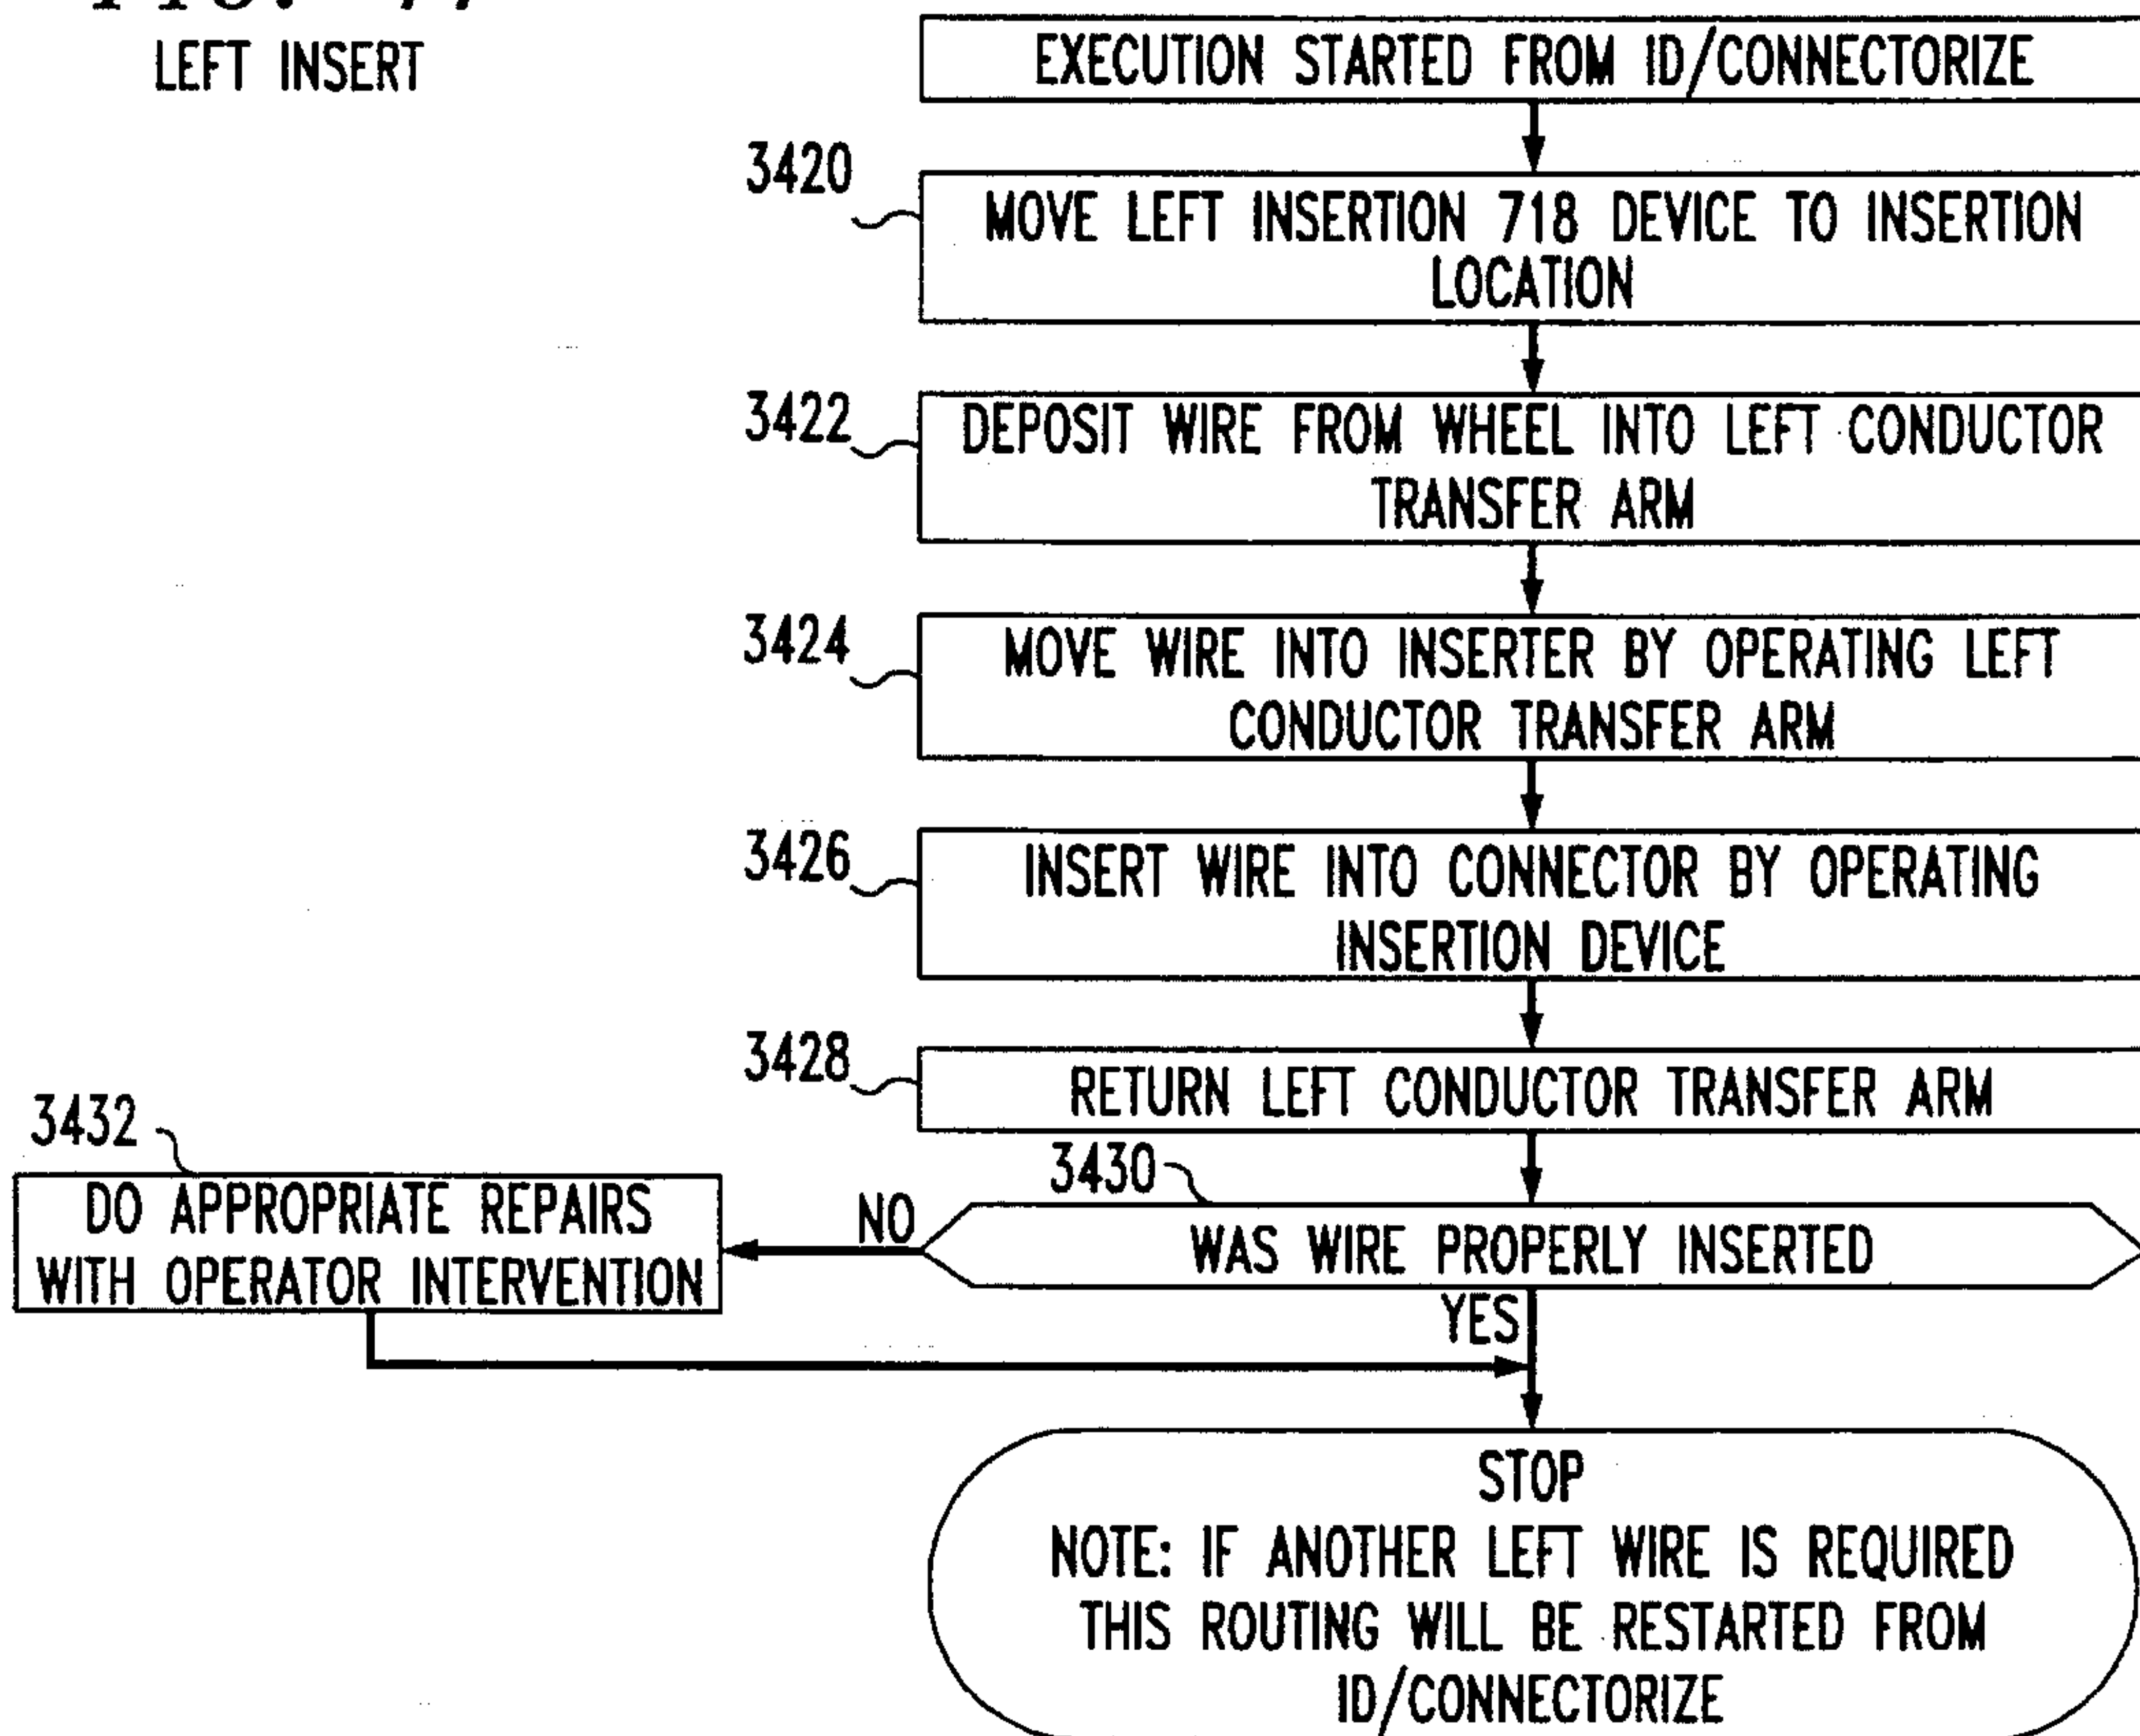 LEFT INSERT
EXECUTION STARTED FROM ID/CONNECTORIZE
3420
MOVE LEFT INSERTION 718 DEVICE TO INSERTION
LOCATION
3422
DEPOSIT WIRE FROM WHEEL INTO LEFT CONDUCTOR
TRANSFER ARM
3424
MOVE WIRE INTO INSERTER BY OPERATING LEFT
CONDUCTOR TRANSFER ARM
3426
INSERT WIRE INTO CONNECTOR BY OPERATING
INSERTION DEVICE
3428
RETURN LEFT CONDUCTOR TRANSFER ARM
3430
WAS WIRE PROPERLY INSERTED
NO
3432
DO APPROPRIATE REPAIRS
WITH OPERATOR INTERVENTION
YES
STOP
NOTE: IF ANOTHER LEFT WIRE IS REQUIRED
THIS ROUTING WILL BE RESTARTED FROM
ID/CONNECTORIZE